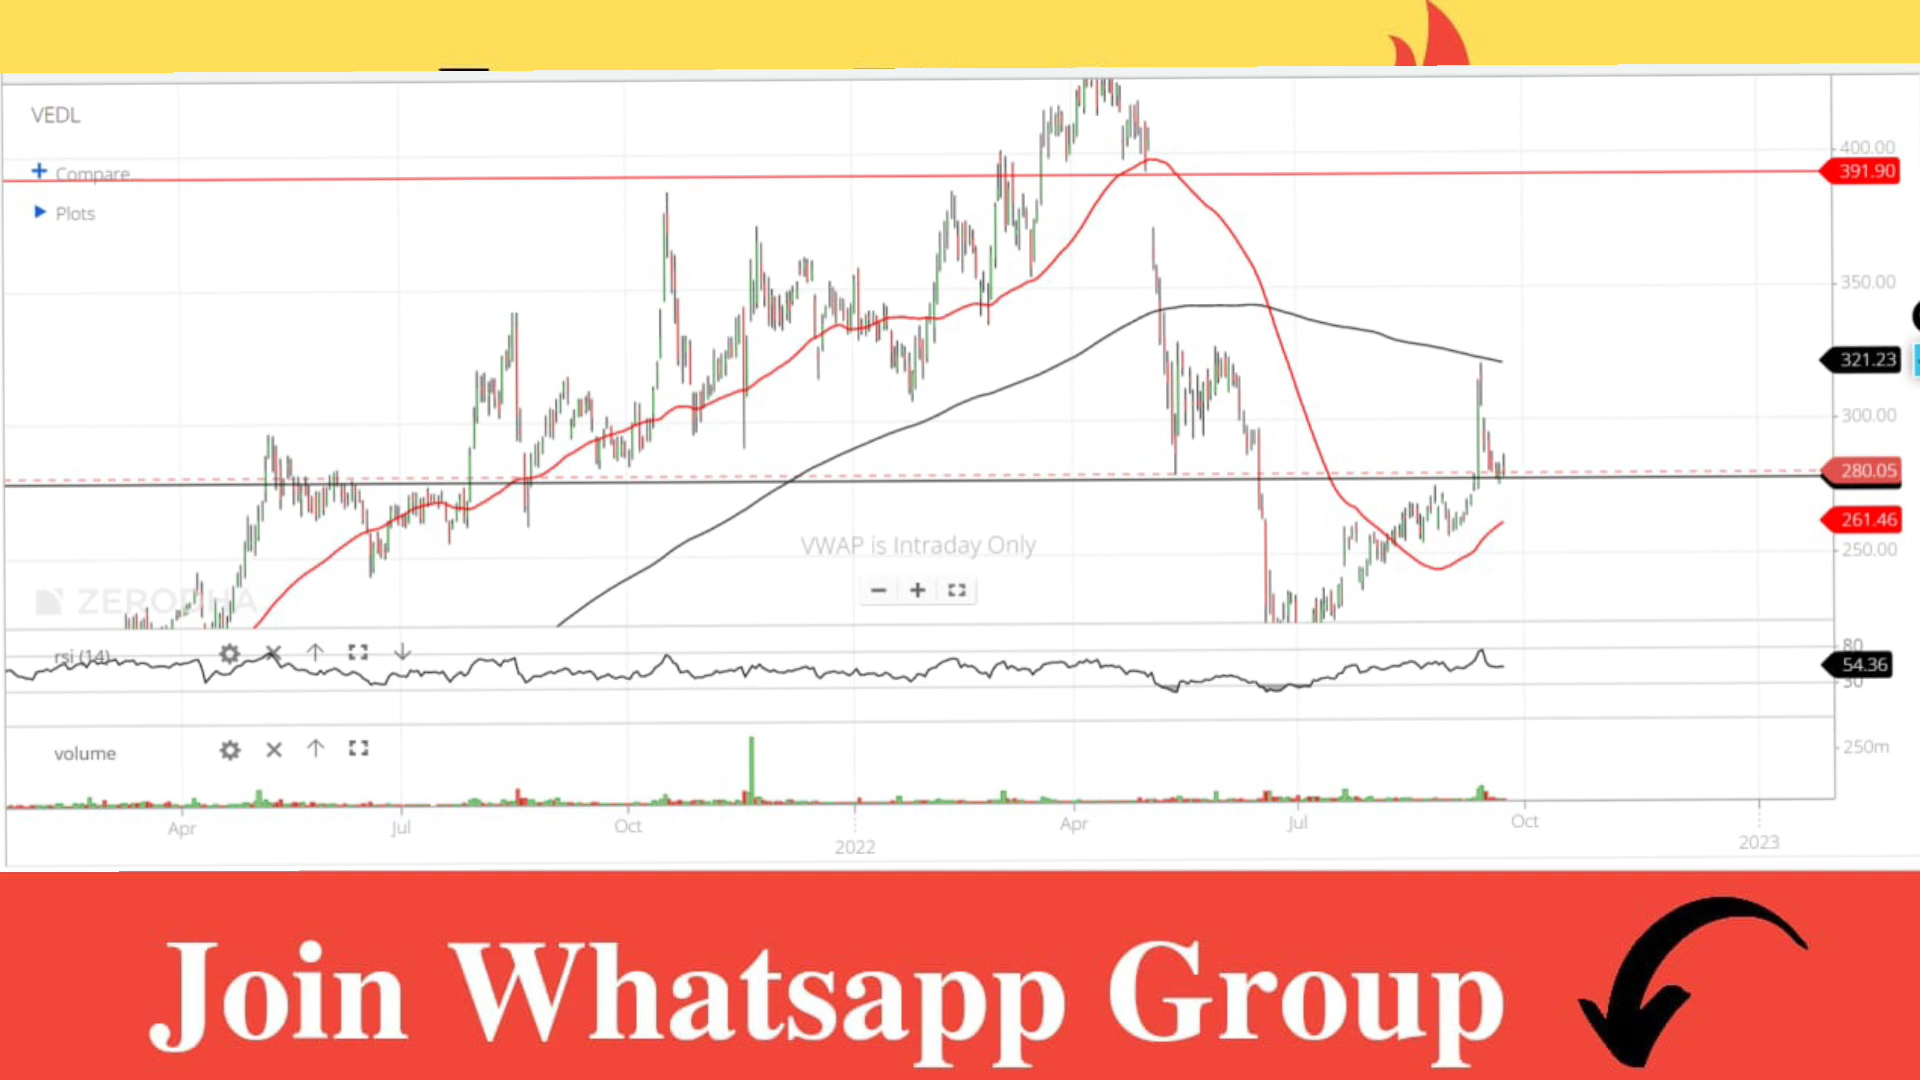 VEDL
Compare
Plots
400.00
391.90
350.00
321.23
300.00
280.05
261.46
250.00
VWAP is Intraday Only
ZERODHA
rsi (14)
80
54.36
volume
250m
Apr
Jul
Oct
2022
Apr
Jul
Oct
2023
Join Whatsapp Group